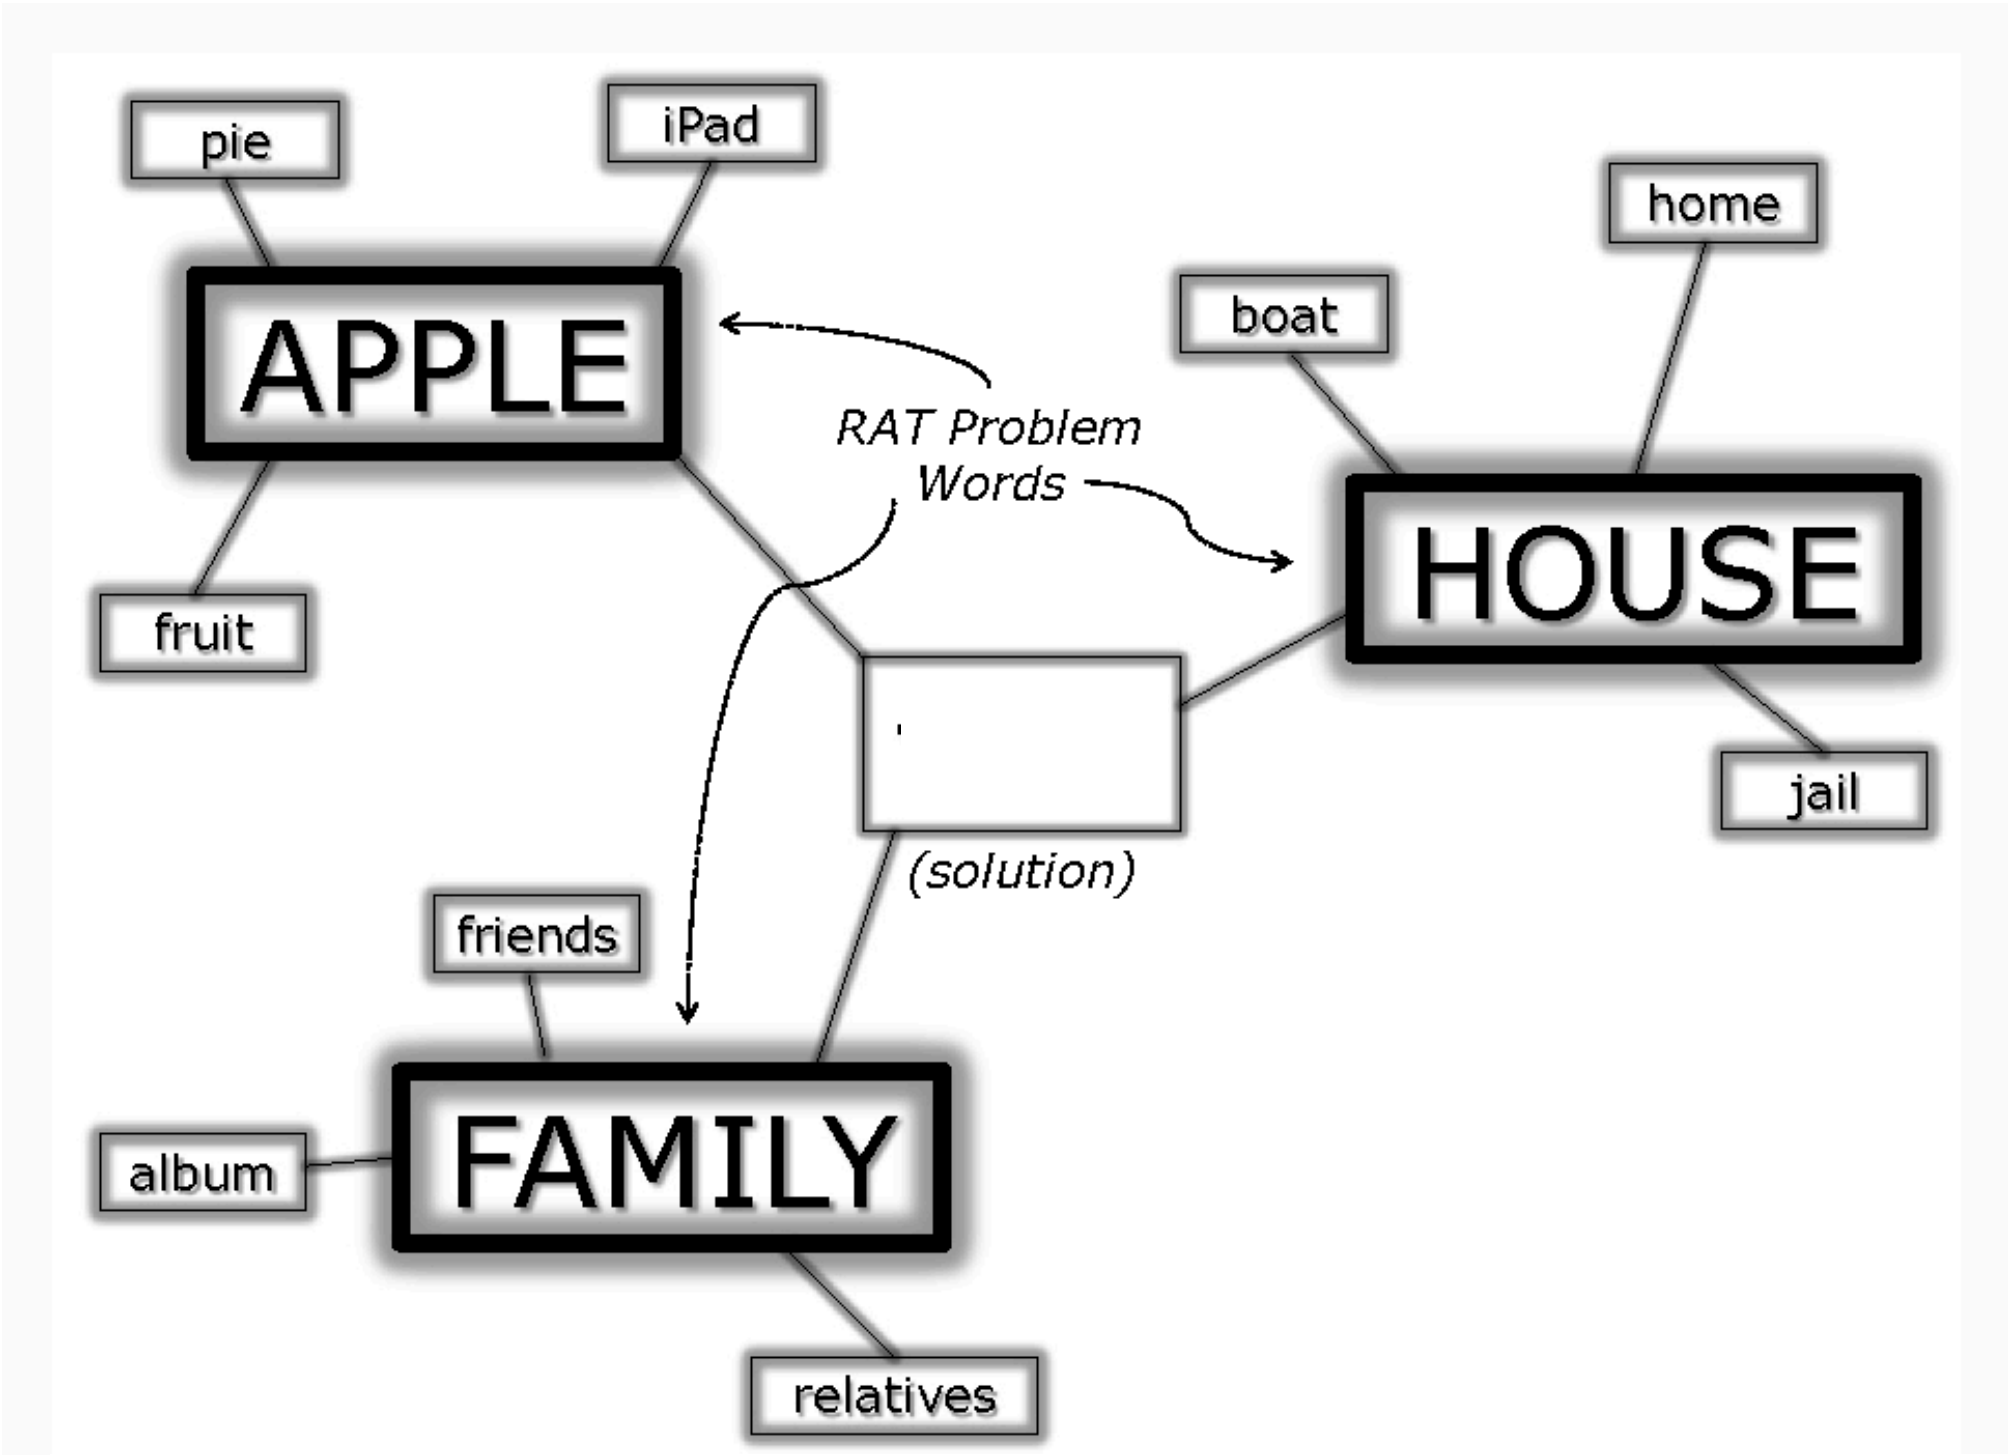 pie
iPad
home
boat
APPLE
RAT Problem
Words
HOUSE
fruit
jail
(solution)
friends
album
FAMILY
relatives